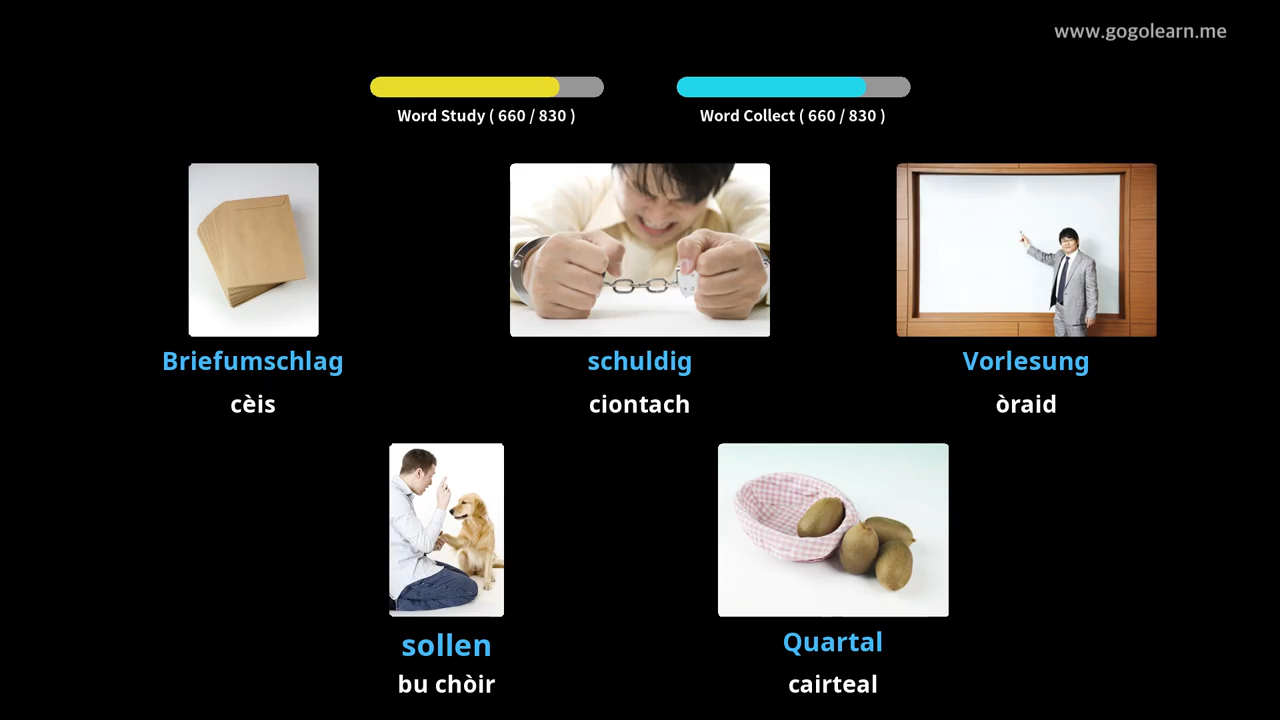 www.gogolearn.me
Word Study ( 660 / 830 )
Word Collect ( 660 / 830 )
Briefumschlag
cèis
schuldig
ciontach
Vorlesung
òraid
sollen
bu chòir
Quartal
cairteal